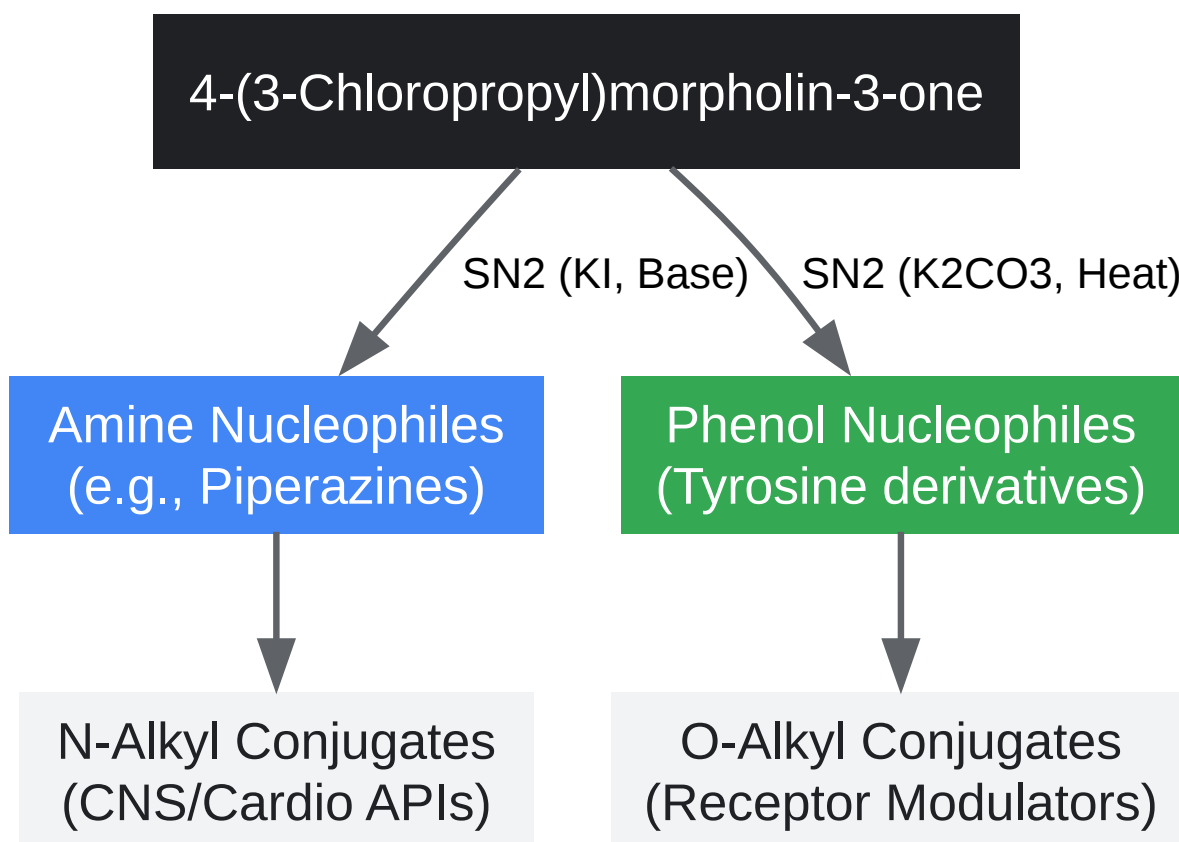 4-(3-Chloropropyl)morpholin-3-one
SN2 (KI, Base)
SN2 (K2CO3, Heat)
Amine Nucleophiles
(e.g., Piperazines)
Phenol Nucleophiles
(Tyrosine derivatives)
N-Alkyl Conjugates
(CNS/Cardio APIs)
O-Alkyl Conjugates
(Receptor Modulators)